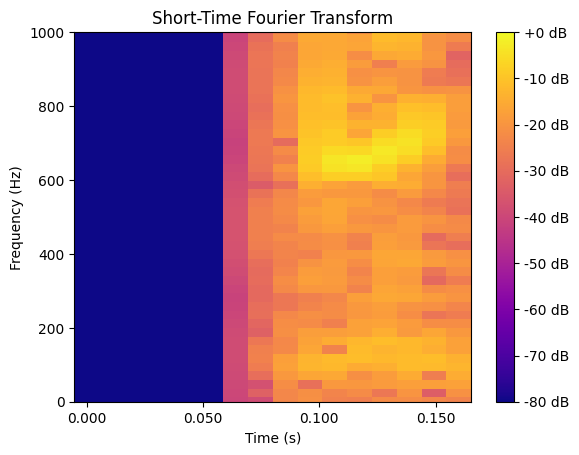 Short-Time Fourier Transform
1000
800
600
400
200
0
Frequency (Hz)
0.000
0.050
0.100
0.150
Time (s)
+0 dB
-10 dB
-20 dB
-30 dB
-40 dB
-50 dB
-60 dB
-70 dB
-80 dB